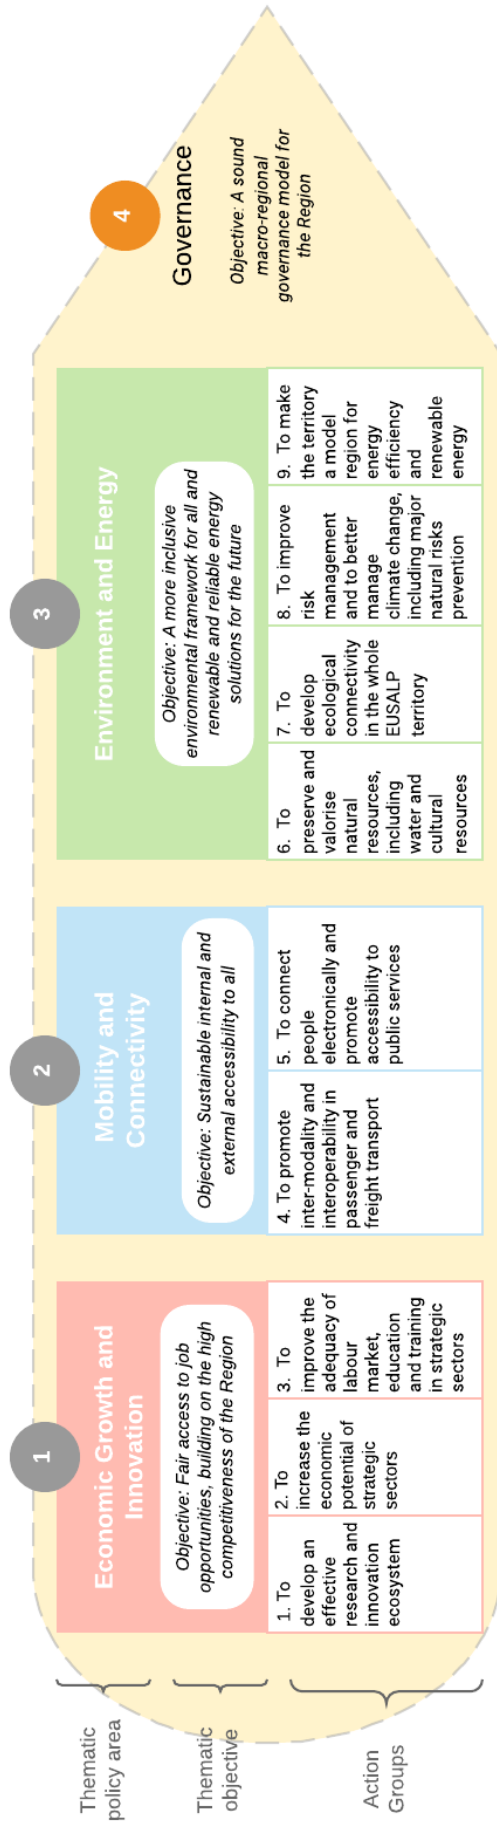 Thematic
policy area
Thematic
objective
Action
Groups
1
Economic Growth and
Innovation
Objective: Fair access to job
opportunities, building on the high
competitiveness of the Region
1. To
develop an
effective
research and
innovation
ecosystem
2. To
increase the
economic
potential of
strategic
sectors
3. To
improve the
adequacy of
labour
market,
education
and training
in strategic
sectors
2
Mobility and
Connectivity
Objective: Sustainable internal and
external accessibility to all
4. To promote
inter-modality and
interoperability in
passenger and
freight transport
5. To connect
people
electronically and
promote
accessibility to
public services
3
Environment and Energy
Objective: A more inclusive
environmental framework for all and
renewable and reliable energy
solutions for the future
6. To
preserve and
valorise
natural
resources,
including
water and
cultural
resources
7. To
develop
ecological
connectivity
in the whole
EUSALP
territory
8. To improve
risk
management
and to better
manage
climate change,
including major
natural risks
prevention
9. To make
the territory
a model
region for
energy
efficiency
and
renewable
energy
4
Governance
Objective: A sound
macro-regional
governance model for
the Region